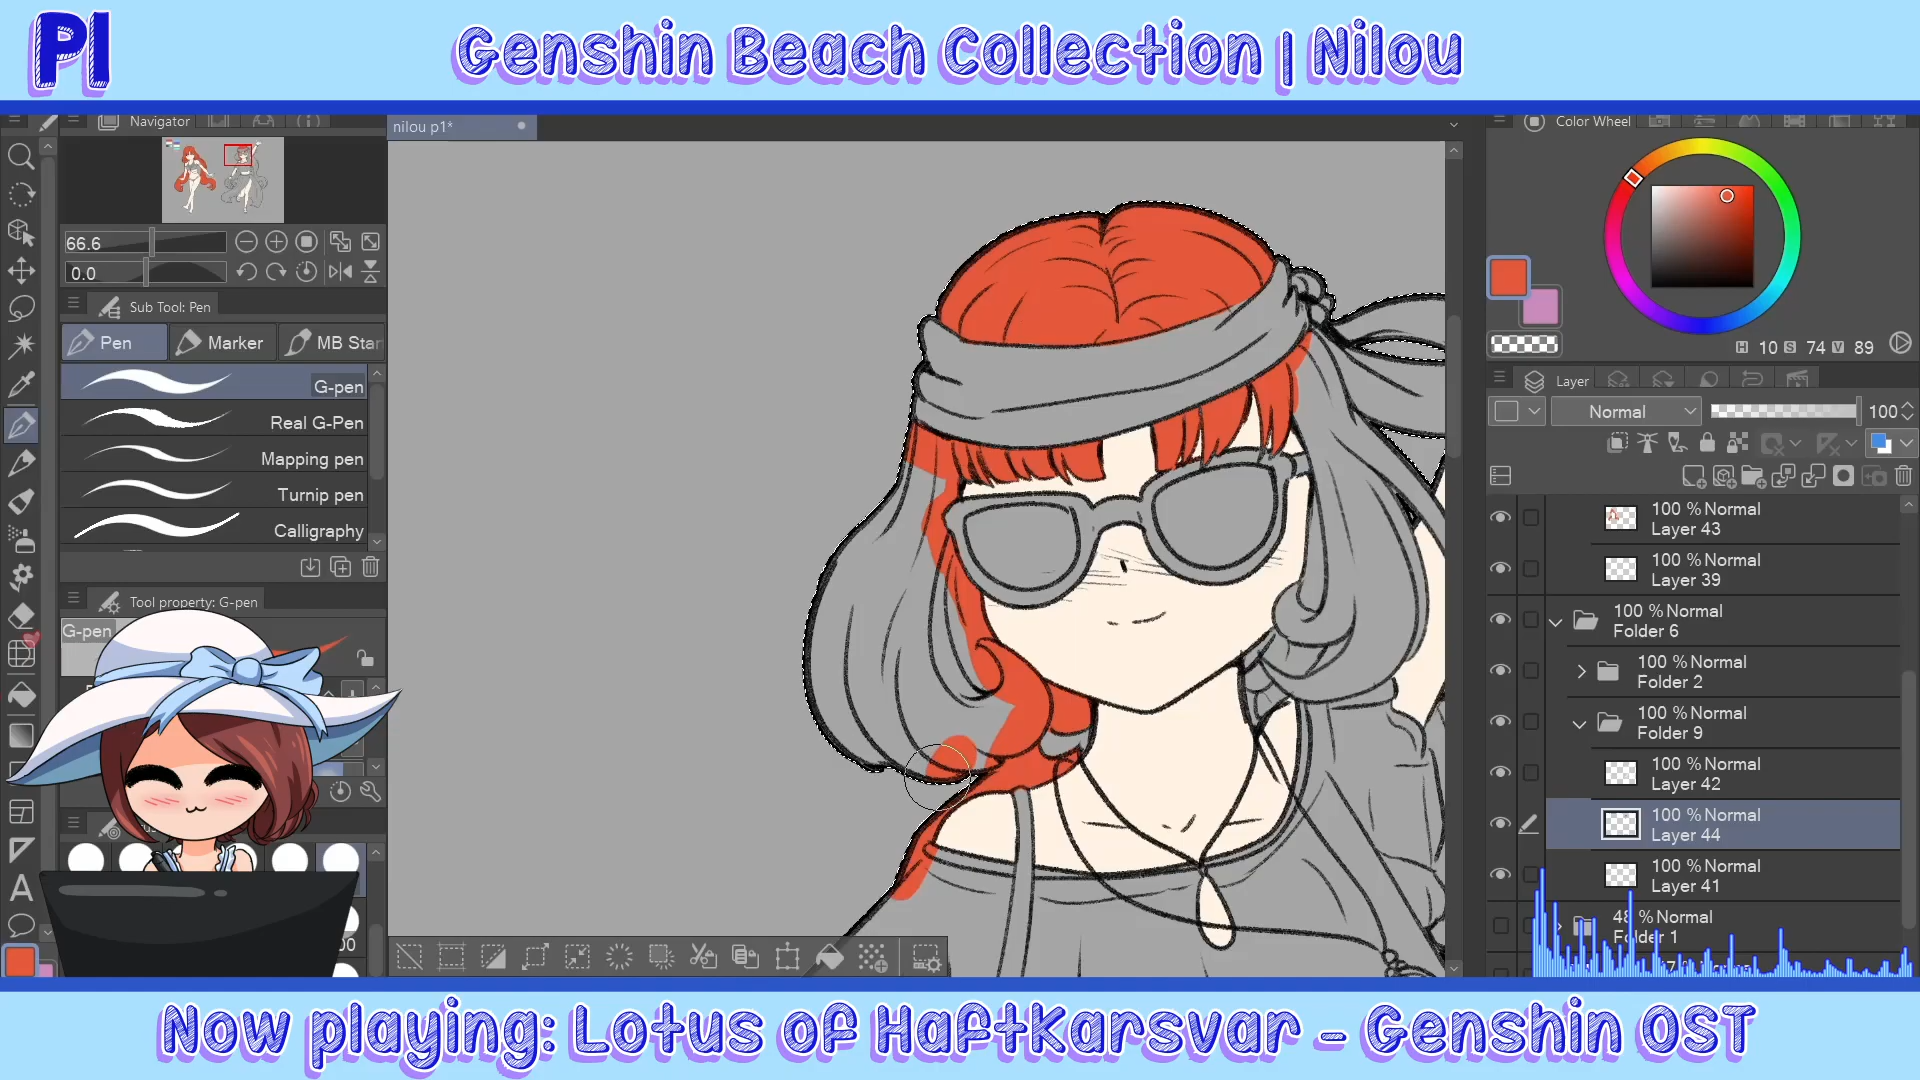 Pl
Genshin Beach Collection | Nilou
Navigator
nilou p1*
Color Wheel
66.6
0.0
Sub Tool: Pen
Pen
Marker
MB Star
G-pen
Real G-Pen
Mapping pen
Turnip pen
Calligraphy
Tool property: G-pen
G-pen
H 10 S 74 V 89
Layer
Normal
100
100 % Normal
Layer 43
100 % Normal
Layer 39
100 % Normal
Folder 6
100 % Normal
Folder 2
100 % Normal
Folder 9
100 % Normal
Layer 42
100 % Normal
Layer 44
100 % Normal
Layer 41
48 % Normal
Folder 1
A
Now playing: Lotus of Haftkarsvar - Genshin OST